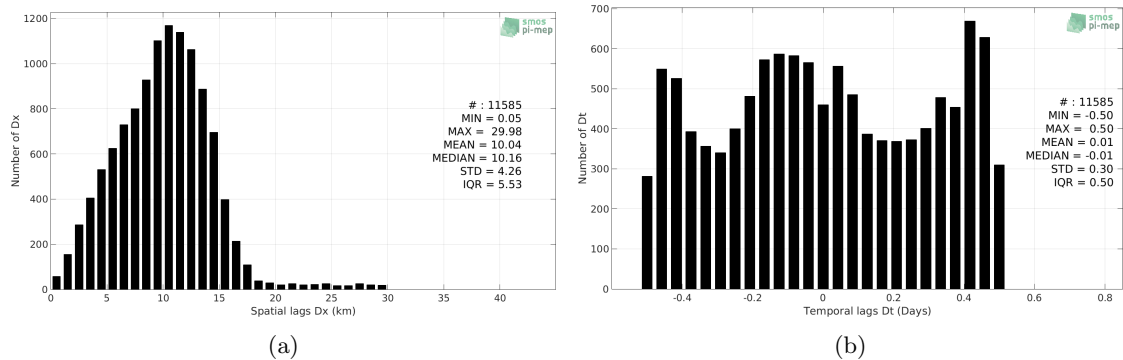 1200
1000
800
600
400
200
0
Number of Dx
0 5 10 15 20 25 30 35 40
Spatial lags Dx (km)
smos
pi-mep
# : 11585
MIN = 0.05
MAX = 29.98
MEAN = 10.04
MEDIAN = 10.16
STD = 4.26
IQR = 5.53
(a)
700
600
500
400
300
200
100
0
Number of Dt
-0.4 -0.2 0 0.2 0.4 0.6 0.8
Temporal lags Dt (Days)
smos
pi-mep
# : 11585
MIN = -0.50
MAX = 0.50
MEAN = 0.01
MEDIAN = -0.01
STD = 0.30
IQR = 0.50
(b)